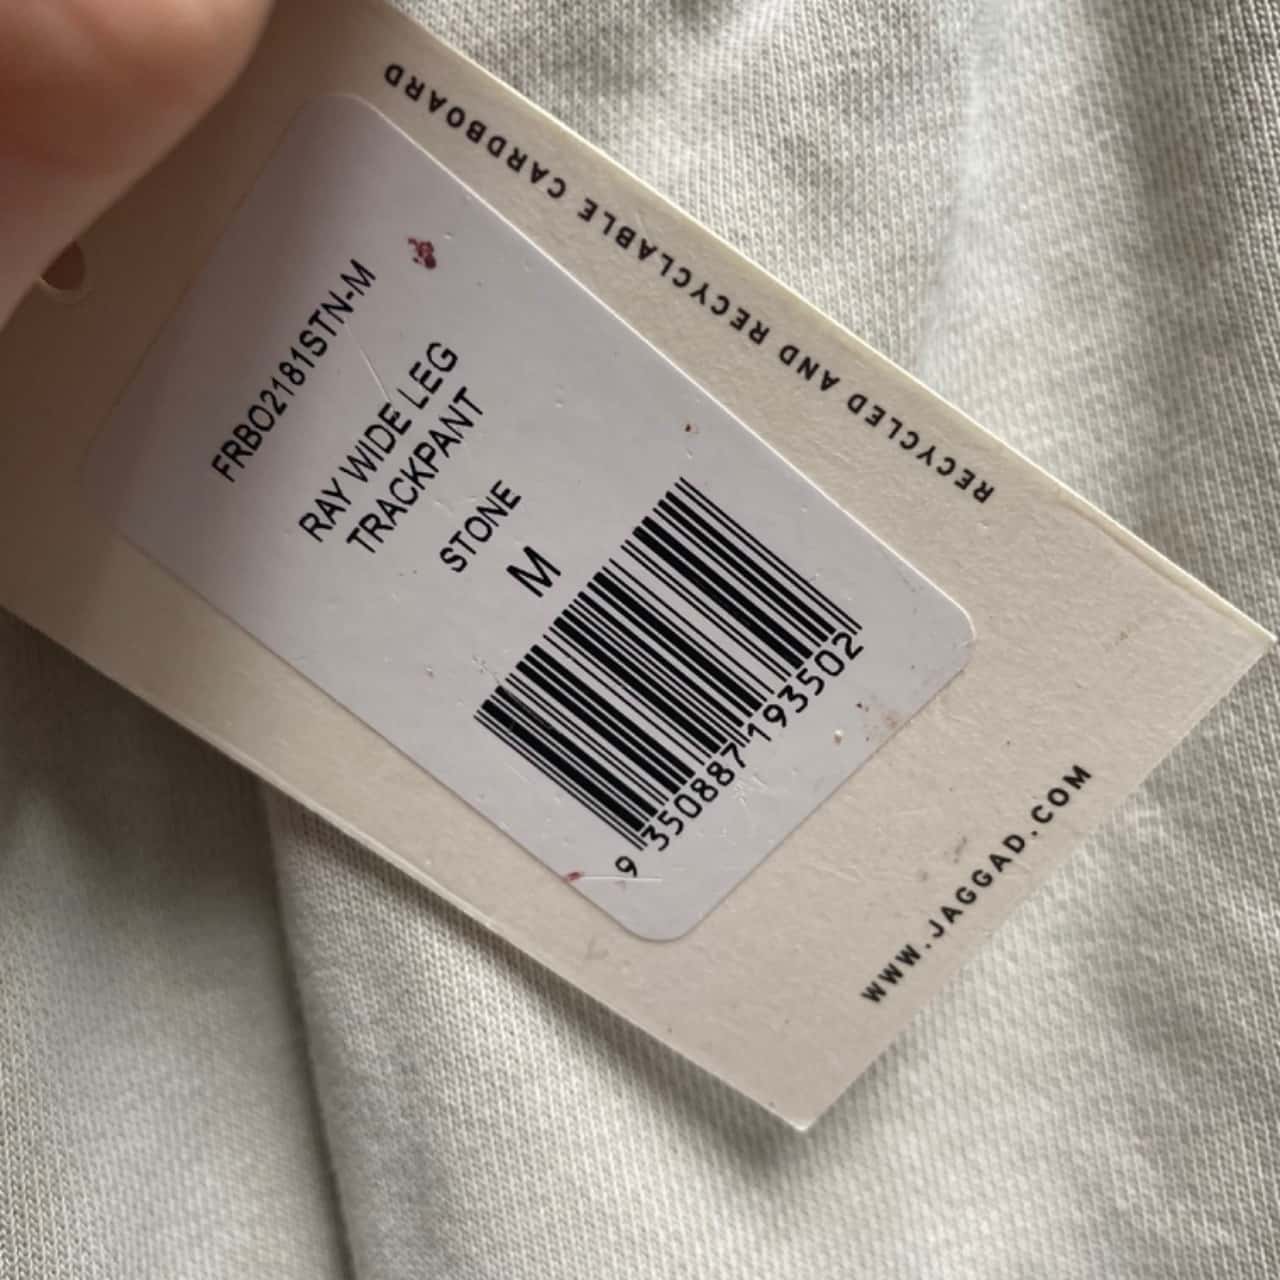 FRBO2181STN-M
RAY WIDE LEG
TRACKPANT
STONE
M
9 350887 193502
WWW.JAGGAD.COM
RECYCLED AND RECYCLABLE CARDBOARD